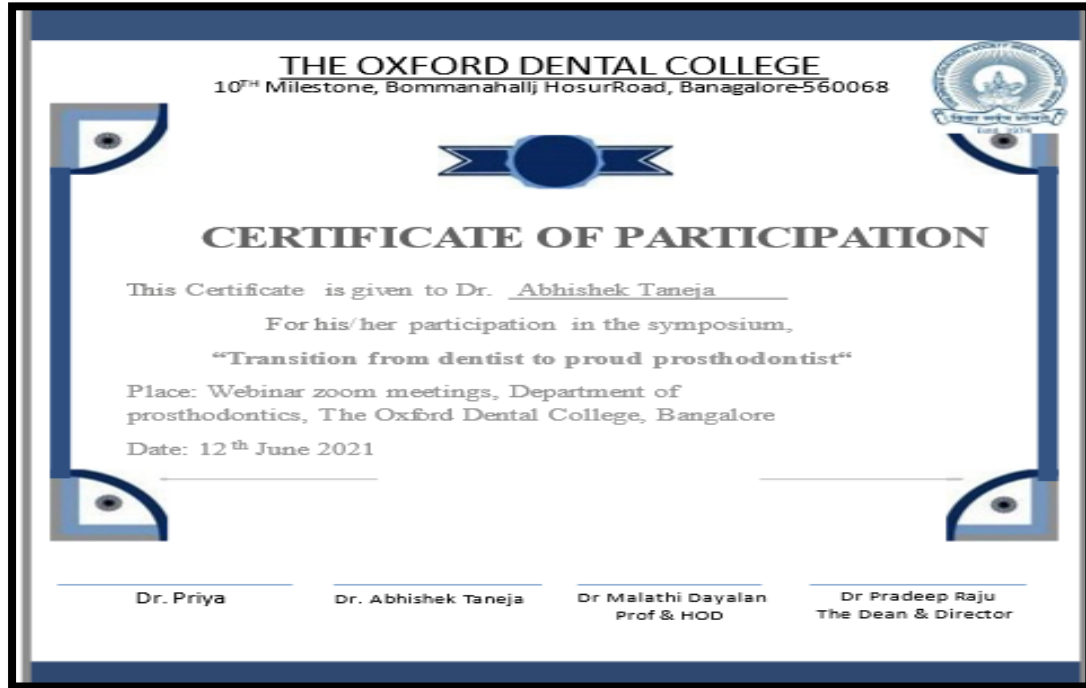 THE OXFORD DENTAL COLLEGE
10TH Milestone, Bommanahallj HosurRoad, Banagalore-560068
Estd 1974
CERTIFICATE OF PARTICIPATION
This Certificate is given to Dr. Abhishek Taneja
For his/her participation in the symposium,
“Transition from dentist to proud prosthodontist“
Place: Webinar zoom meetings, Department of
prosthodontics, The Oxford Dental College, Bangalore
Date: 12th June 2021
Dr. Priya
Dr. Abhishek Taneja
Dr Malathi Dayalan
Prof & HOD
Dr Pradeep Raju
The Dean & Director